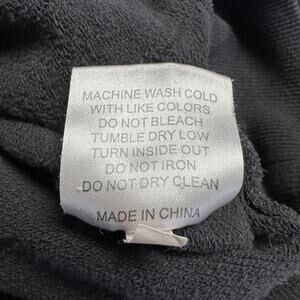 MACHINE WASH COLD
WITH LIKE COLORS
DO NOT BLEACH
TUMBLE DRY LOW
TURN INSIDE OUT
DO NOT IRON
DO NOT DRY CLEAN
MADE IN CHINA